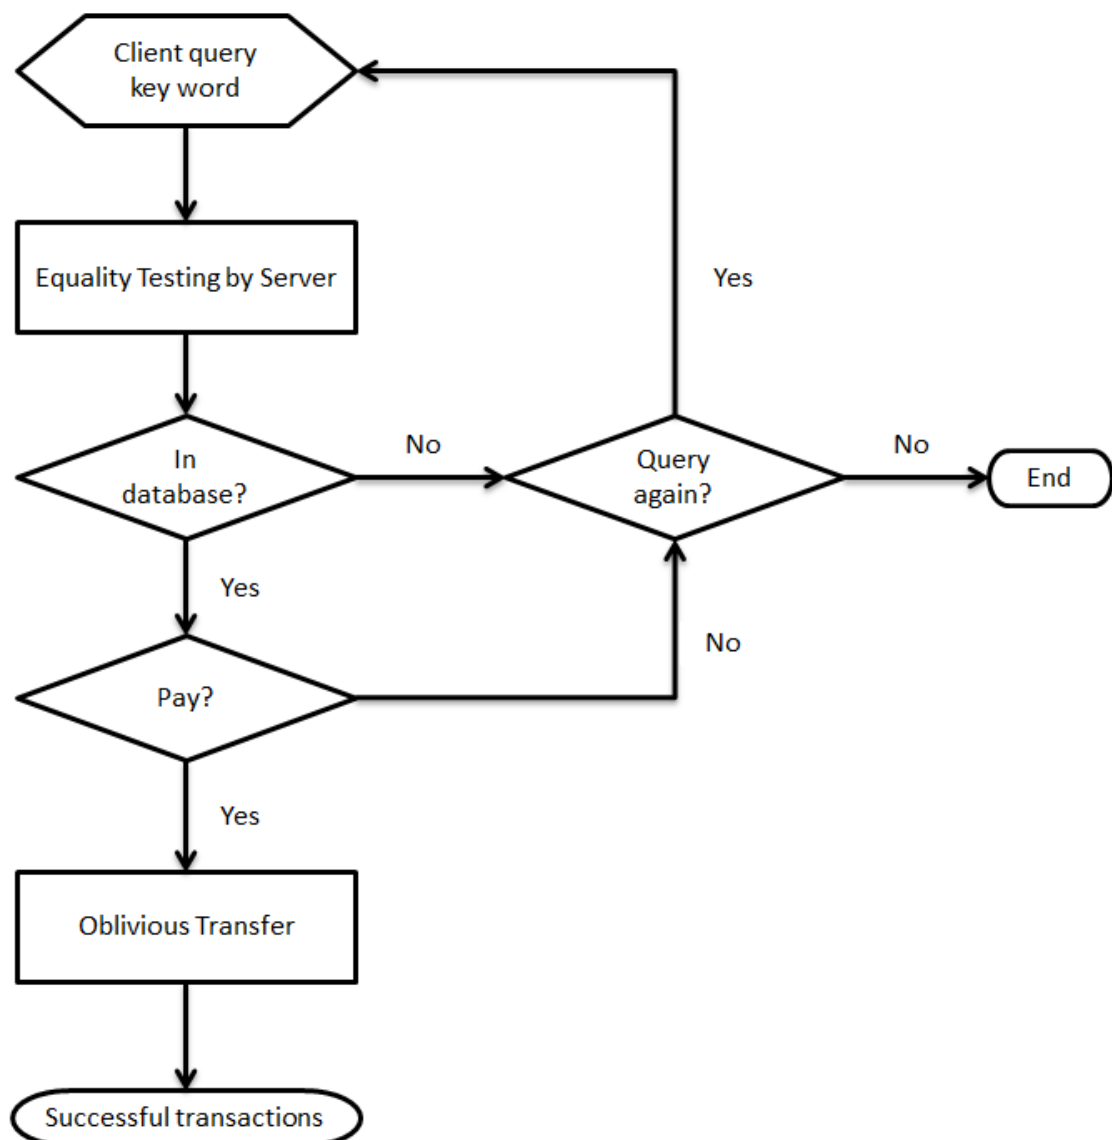 Client query
key word
Equality Testing by Server
Yes
In
database?
No
Query
again?
No
End
Yes
No
Pay?
Yes
Oblivious Transfer
Successful transactions